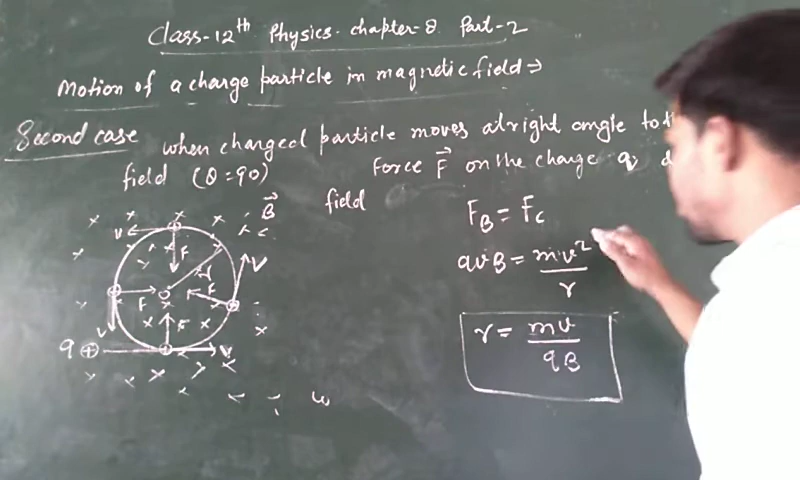 Class-12th Physics. chapter-8 Part-2
Motion of a charge particle in magnetic field ⇒
Second case when charged particle moves at right angle to
field (θ=90) Force F⃗ on the charge q
field
B⃗
F_B = F_c
qvB = mv²/r
r = mv/qB
V
F
V
r
F
O
F
F
V
q ⊕
V